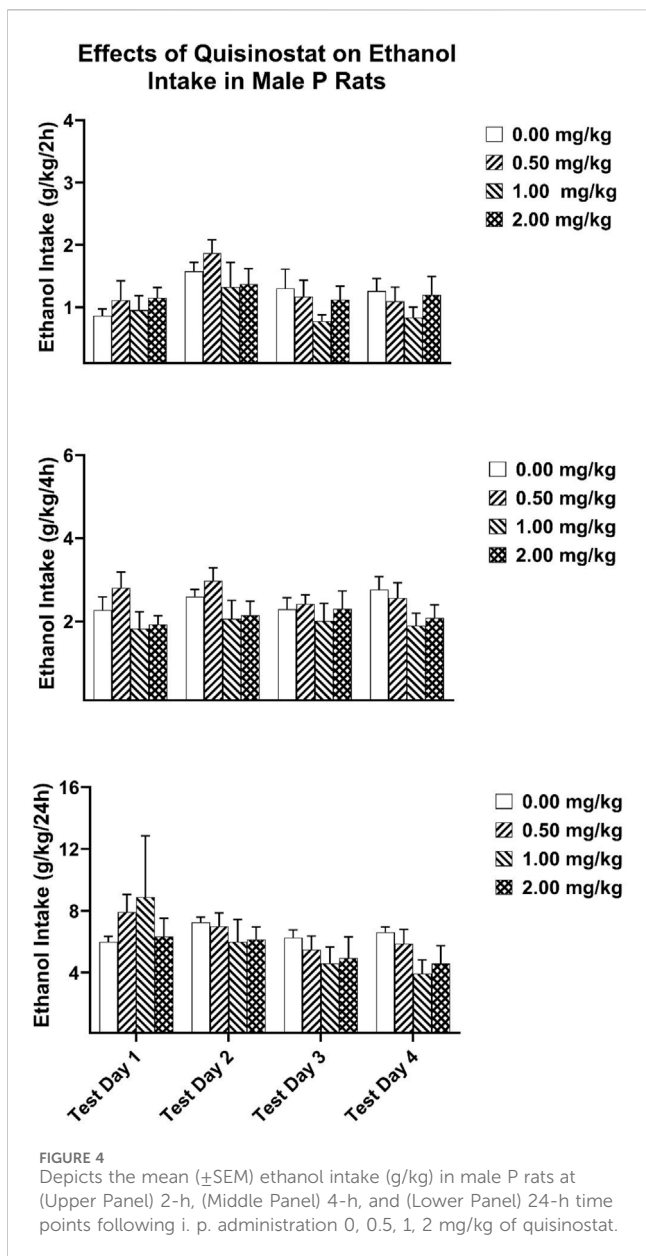 Effects of Quisinostat on Ethanol
Intake in Male P Rats
Ethanol Intake (g/kg/2h)
4
3
2
1
0.00 mg/kg
0.50 mg/kg
1.00 mg/kg
2.00 mg/kg
Ethanol Intake (g/kg/4h)
6
4
2
0.00 mg/kg
0.50 mg/kg
1.00 mg/kg
2.00 mg/kg
Ethanol Intake (g/kg/24h)
16
12
8
4
0.00 mg/kg
0.50 mg/kg
1.00 mg/kg
2.00 mg/kg
Test Day 1
Test Day 2
Test Day 3
Test Day 4
FIGURE 4
Depicts the mean (±SEM) ethanol intake (g/kg) in male P rats at
(Upper Panel) 2-h, (Middle Panel) 4-h, and (Lower Panel) 24-h time
points following i. p. administration 0, 0.5, 1, 2 mg/kg of quisinostat.